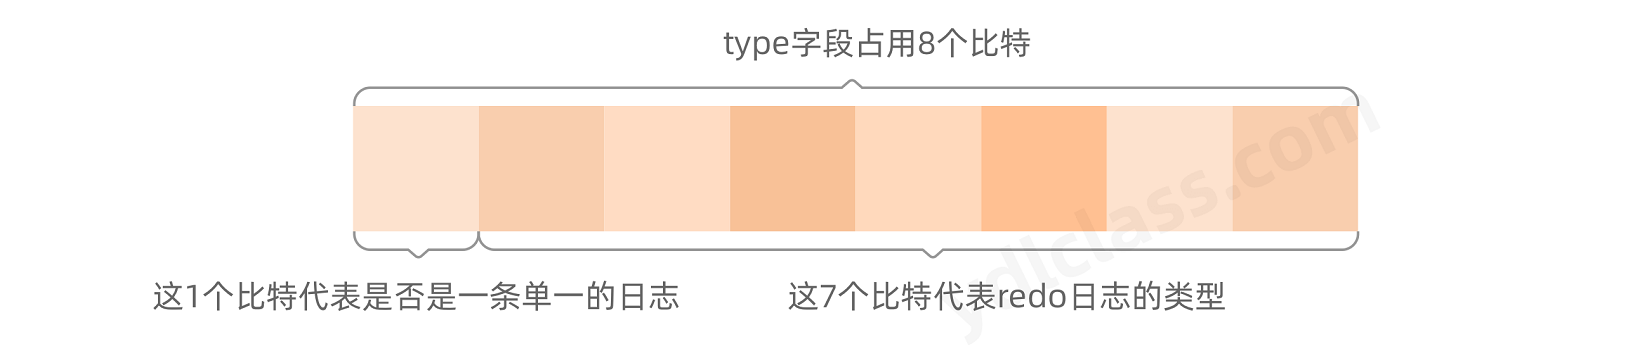 type字段占用8个比特
这1个比特代表是否是一条单一的日志
这7个比特代表redo日志的类型
ydlclass.com